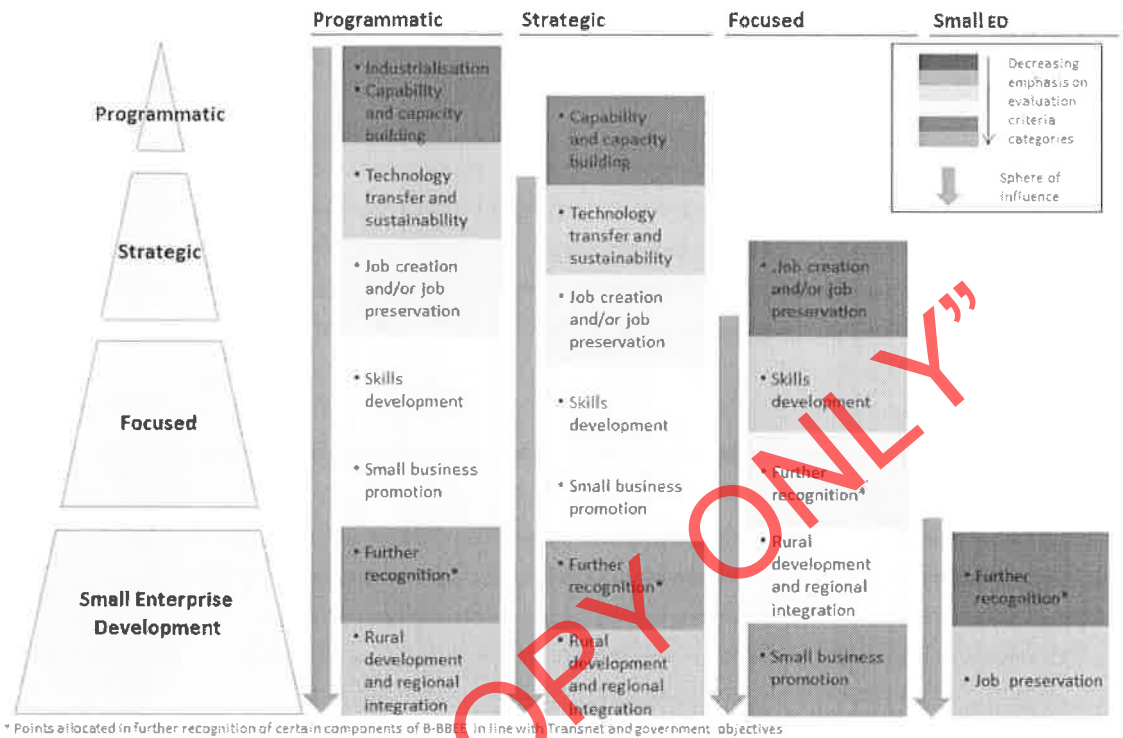 Programmatic
Strategic
Focused
Small ED
Programmatic
Strategic
Focused
Small Enterprise
Development
• Industrialisation
• Capability
and capacity
building
• Technology
transfer and
sustainability
• Job creation
and/or job
preservation
• Skills
development
• Small business
promotion
• Further
recognition*
• Rural
development
and regional
integration
• Capability
and capacity
building
• Technology
transfer and
sustainability
• Job creation
and/or job
preservation
• Skills
development
• Small business
promotion
• Further
recognition*
• Rural
development
and regional
integration
• Job creation
and/or job
preservation
• Skills
development
• Further
recognition*
• Rural
development
and regional
integration
• Small business
promotion
• Further
recognition*
• Job preservation
Decreasing
emphasis on
evaluation
criteria
categories
Sphere of
influence
* Points allocated in further recognition of certain components of B-BBEE in line with Transnet and government objectives
OPY ONLY”